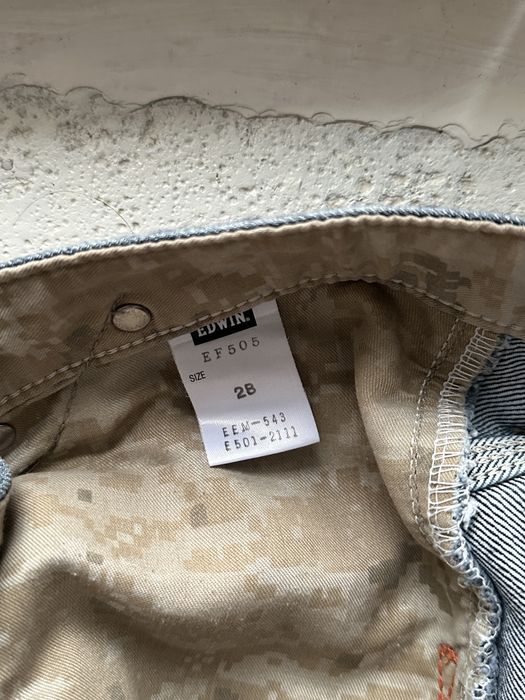 EDWIN.
EF505
SIZE
28
EEM-543
E501-2111